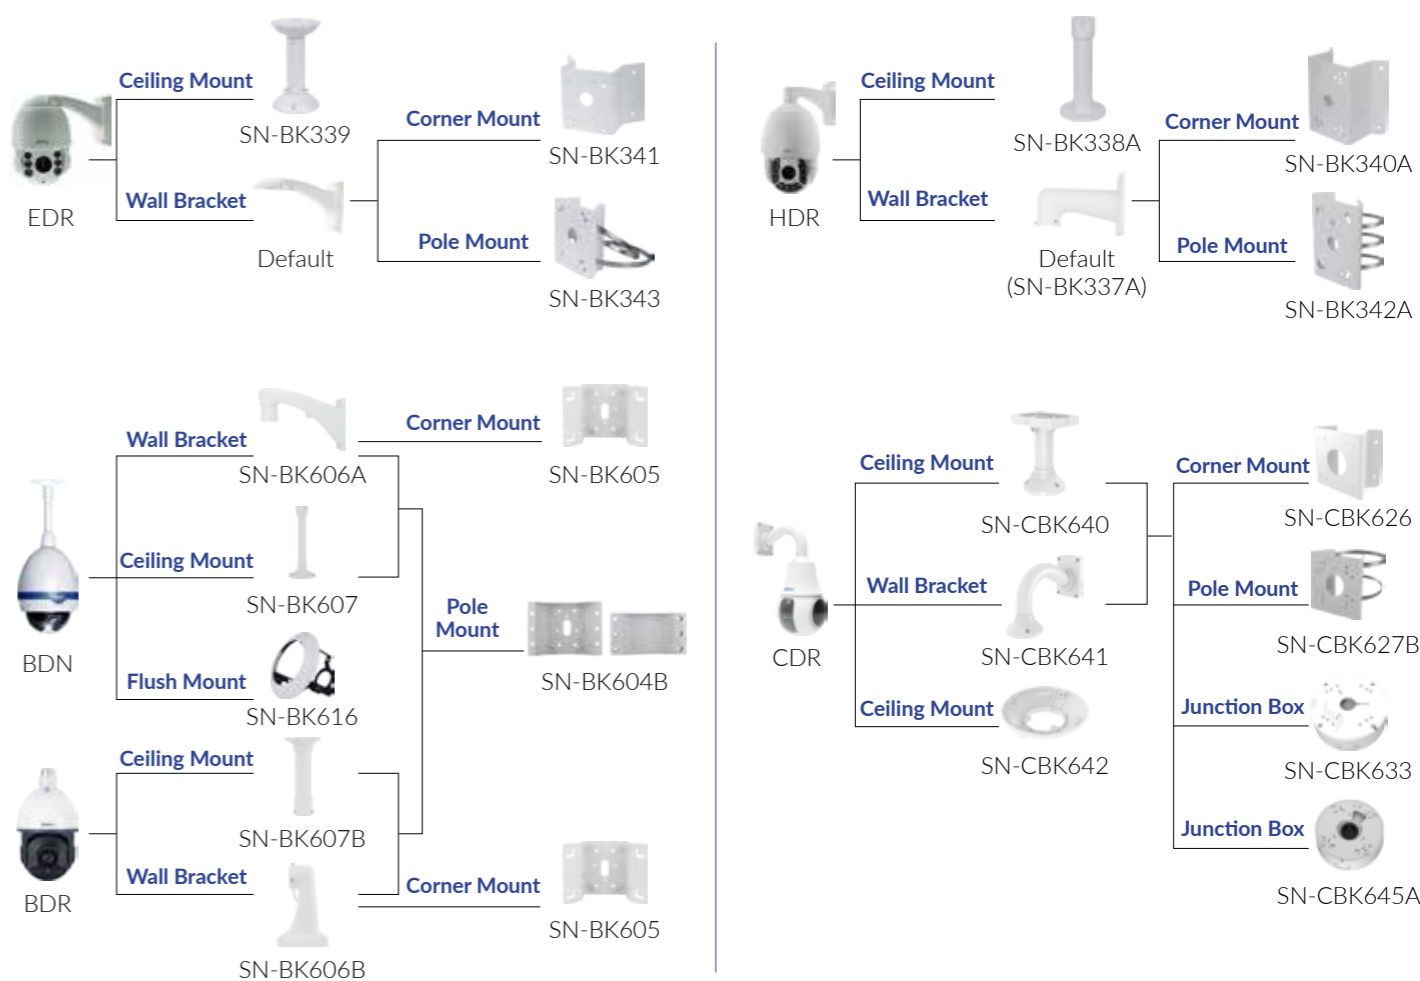 Ceiling Mount
SN-BK339
Corner Mount
SN-BK341
EDR
Wall Bracket
Default
Pole Mount
SN-BK343
Wall Bracket
SN-BK606A
Corner Mount
SN-BK605
BDN
Ceiling Mount
SN-BK607
Pole
Mount
SN-BK604B
Flush Mount
SN-BK616
Ceiling Mount
SN-BK607B
BDR
Wall Bracket
SN-BK606B
Corner Mount
SN-BK605
Ceiling Mount
SN-BK338A
Corner Mount
SN-BK340A
HDR
Wall Bracket
Default
(SN-BK337A)
Pole Mount
SN-BK342A
Ceiling Mount
SN-CBK640
Corner Mount
SN-CBK626
CDR
Wall Bracket
SN-CBK641
Pole Mount
SN-CBK627B
Ceiling Mount
SN-CBK642
Junction Box
SN-CBK633
Junction Box
SN-CBK645A